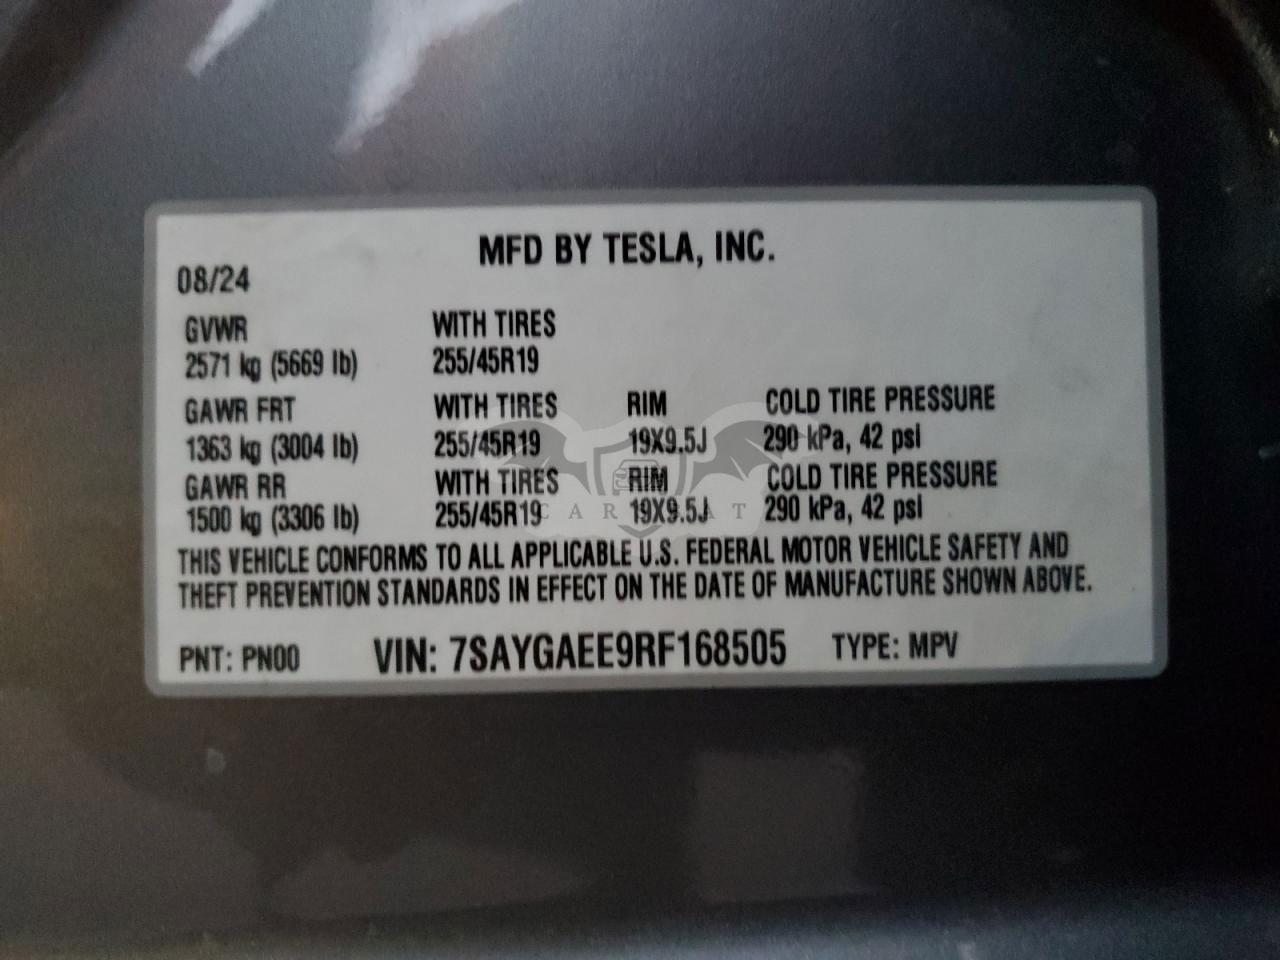 MFD BY TESLA, INC.
08/24
GVWR WITH TIRES
2571 kg (5669 lb) 255/45R19
GAWR FRT WITH TIRES RIM COLD TIRE PRESSURE
1363 kg (3004 lb) 255/45R19 19X9.5J 290 kPa, 42 psi
GAWR RR WITH TIRES RIM COLD TIRE PRESSURE
1500 kg (3306 lb) 255/45R19 19X9.5J 290 kPa, 42 psi
THIS VEHICLE CONFORMS TO ALL APPLICABLE U.S. FEDERAL MOTOR VEHICLE SAFETY AND
THEFT PREVENTION STANDARDS IN EFFECT ON THE DATE OF MANUFACTURE SHOWN ABOVE.
PNT: PN00 VIN: 7SAYGAEE9RF168505 TYPE: MPV